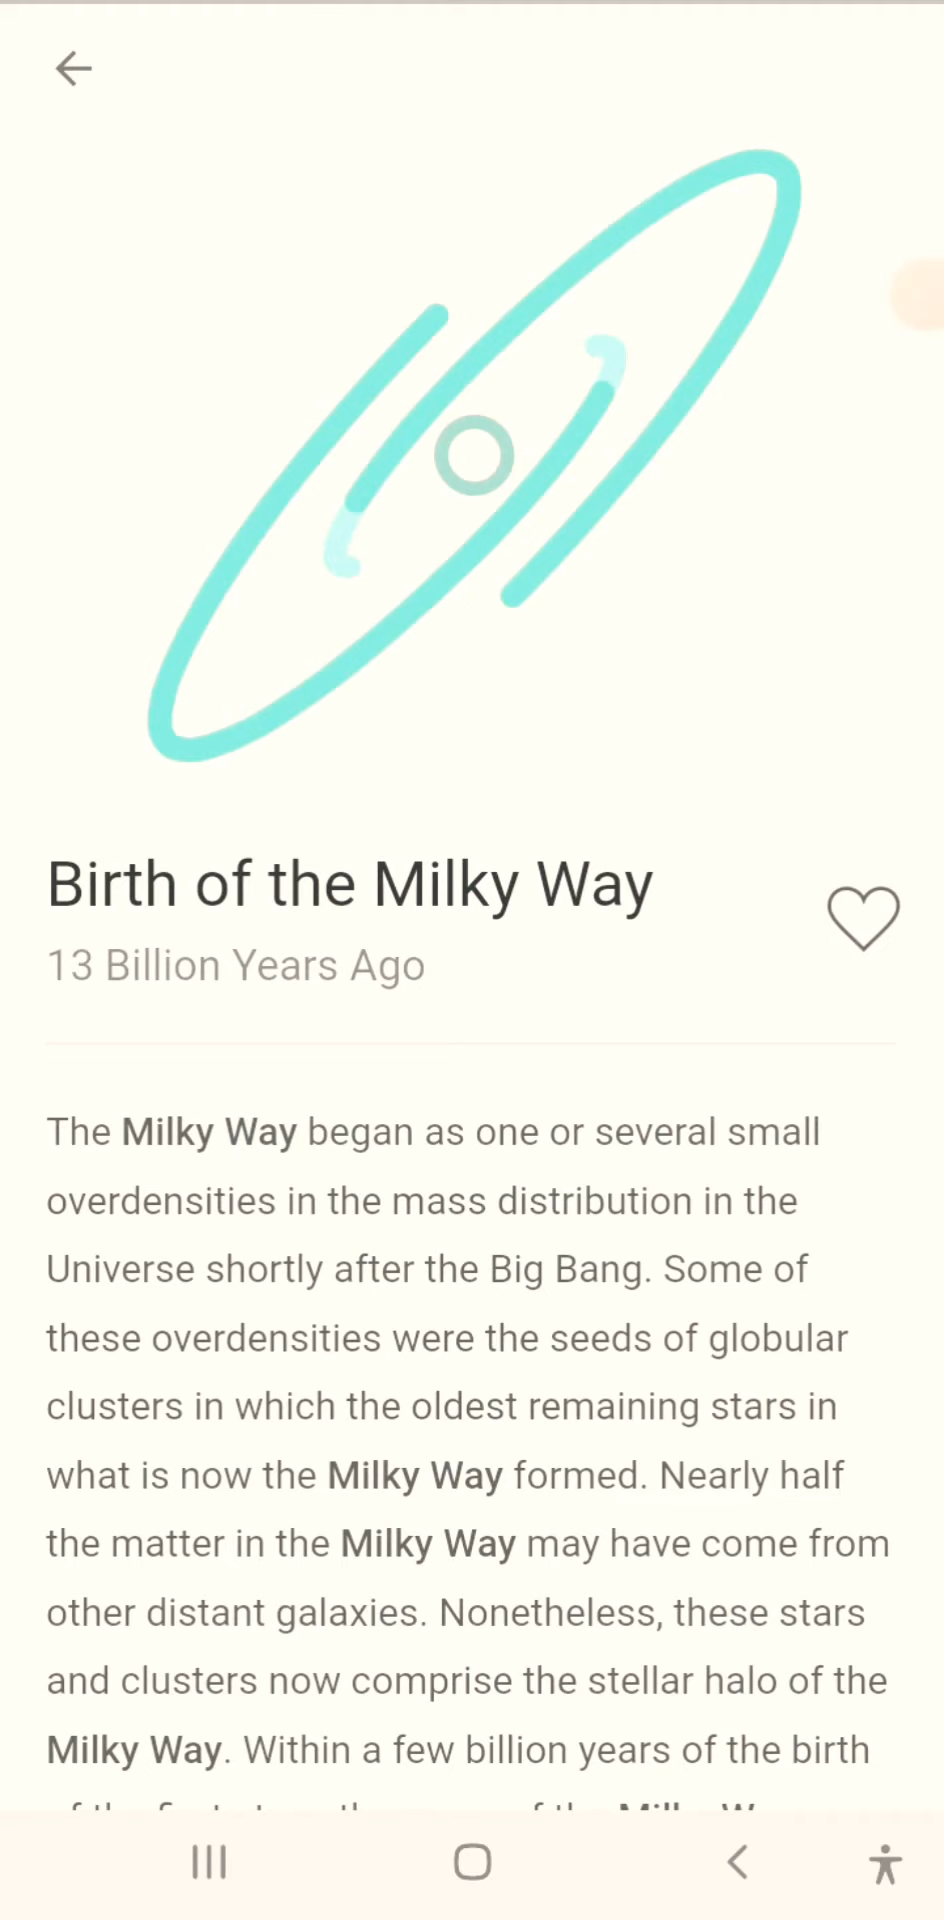 Birth of the Milky Way
13 Billion Years Ago
The Milky Way began as one or several small
overdensities in the mass distribution in the
Universe shortly after the Big Bang. Some of
these overdensities were the seeds of globular
clusters in which the oldest remaining stars in
what is now the Milky Way formed. Nearly half
the matter in the Milky Way may have come from
other distant galaxies. Nonetheless, these stars
and clusters now comprise the stellar halo of the
Milky Way. Within a few billion years of the birth